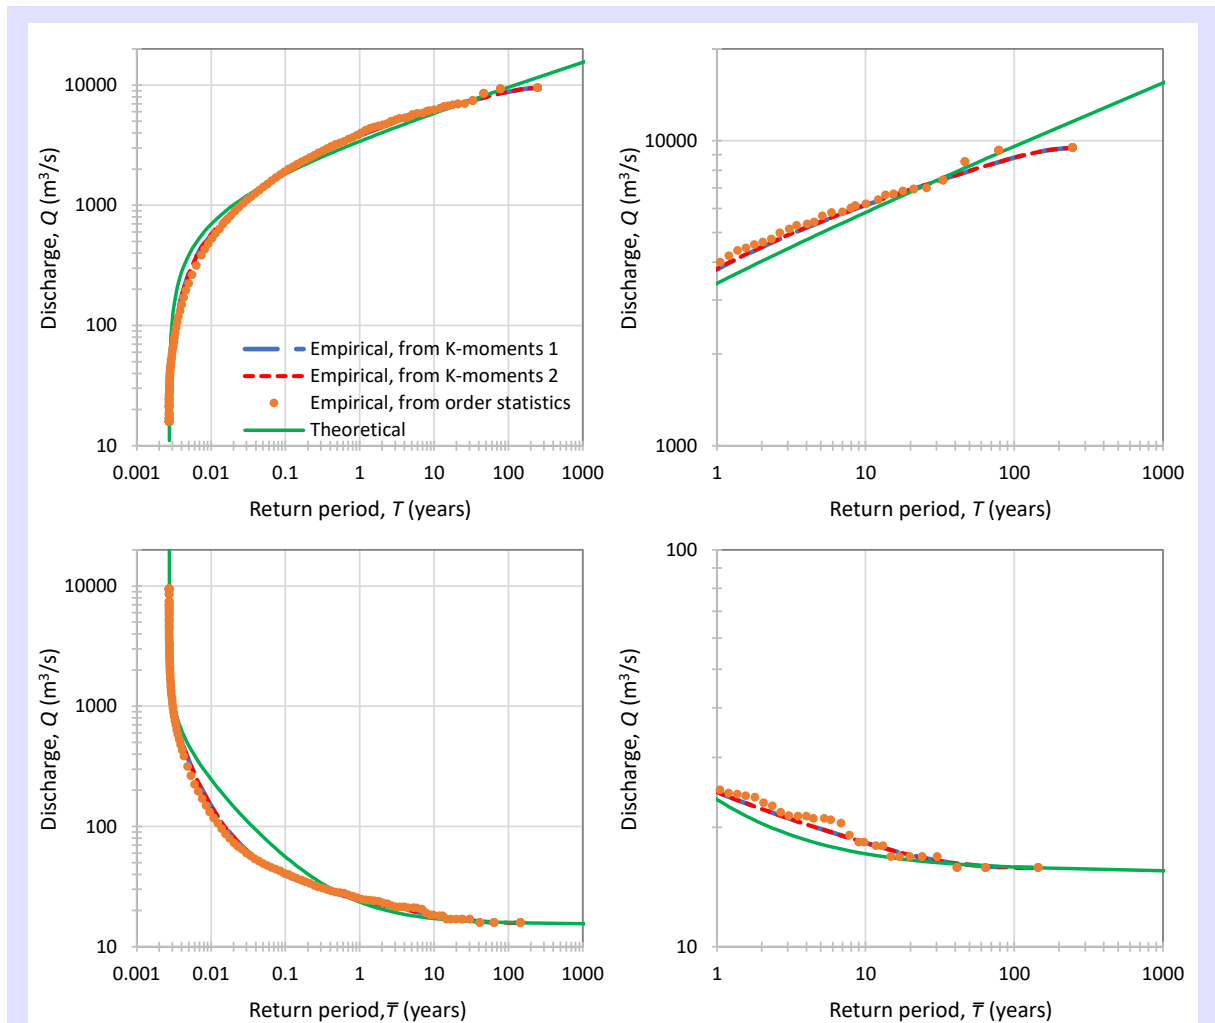 10000
1000
100
10
Discharge, Q (m³/s)
Empirical, from K-moments 1
Empirical, from K-moments 2
Empirical, from order statistics
Theoretical
0.001 0.01 0.1 1 10 100 1000
Return period, T (years)
10000
1000
Discharge, Q (m³/s)
1 10 100 1000
Return period, T (years)
10000
1000
100
10
Discharge, Q (m³/s)
0.001 0.01 0.1 1 10 100 1000
Return period, T̅ (years)
100
10
Discharge, Q (m³/s)
1 10 100 1000
Return period, T̅ (years)